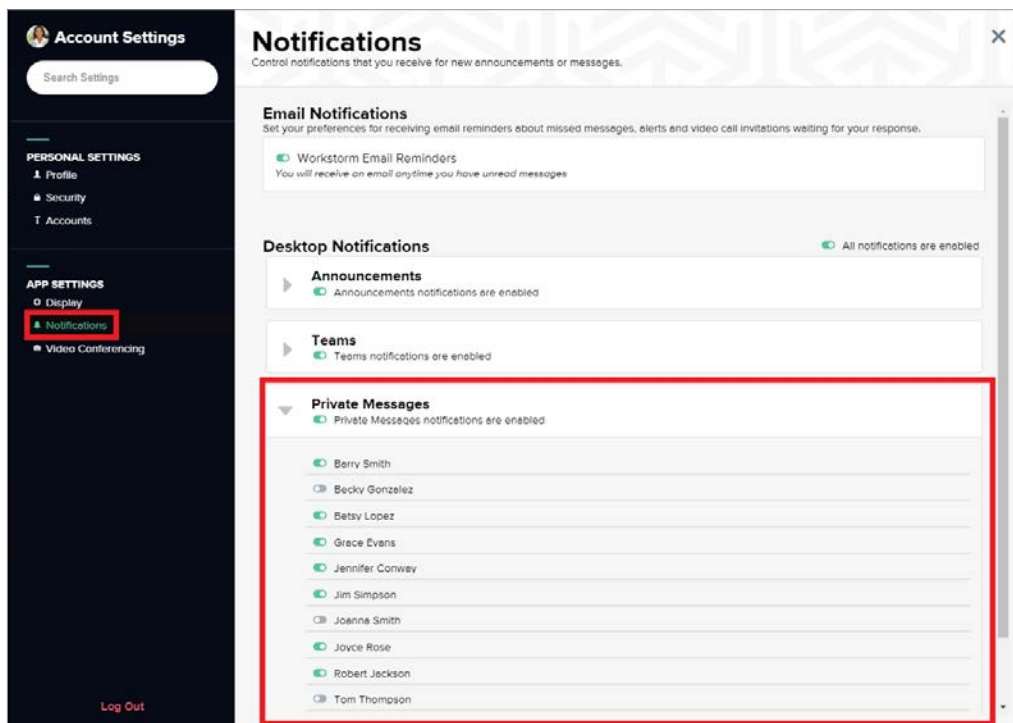 Account Settings
Search Settings
PERSONAL SETTINGS
Profile
Security
Accounts
APP SETTINGS
Display
Notifications
Video Conferencing
Log Out
Notifications
Control notifications that you receive for new announcements or messages.
Email Notifications
Set your preferences for receiving email reminders about missed messages, alerts and video call invitations waiting for your response.
Workstorm Email Reminders
You will receive an email anytime you have unread messages
Desktop Notifications
All notifications are enabled
Announcements
Announcements notifications are enabled
Teams
Teams notifications are enabled
Private Messages
Private Messages notifications are enabled
Barry Smith
Becky Gonzalez
Betsy Lopez
Grace Evans
Jennifer Conway
Jim Simpson
Joanna Smith
Joyce Rose
Robert Jackson
Tom Thompson